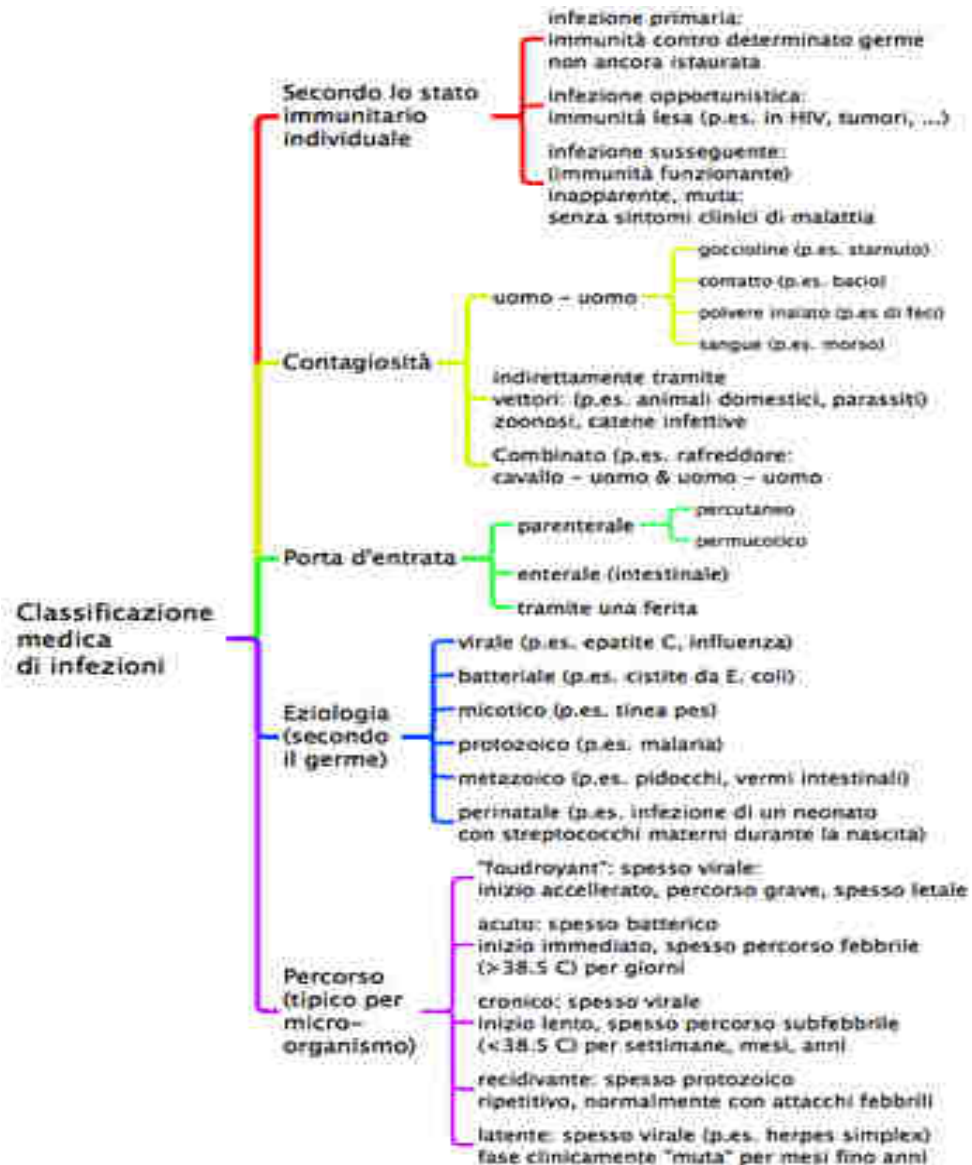 Classificazione
medica
di infezioni
Secondo lo stato
immunitario
individuale
infezione primaria:
immunità contro determinato germe
non ancora istaurata
infezione opportunistica:
immunità lesa (p.es. in HIV, tumori, ...)
infezione susseguente:
(immunità funzionante)
inapparente, muta:
senza sintomi clinici di malattia
Contagiosità
uomo - uomo
goccioline (p.es. starnuto)
contatto (p.es. bacio)
polvere inalato (p.es di feci)
sangue (p.es. morso)
indirettamente tramite
vettori: (p.es. animali domestici, parassiti)
zoonosi, catene infettive
Combinato (p.es. rafreddore:
cavallo - uomo & uomo - uomo
Porta d'entrata
parenterale
percutaneo
permucotico
enterale (intestinale)
tramite una ferita
Eziologia
(secondo
il germe)
virale (p.es. epatite C, influenza)
batteriale (p.es. cistite da E. coli)
micotico (p.es. tinea pes)
protozoico (p.es. malaria)
metazoico (p.es. pidocchi, vermi intestinali)
perinatale (p.es. infezione di un neonato
con streptococchi materni durante la nascita)
Percorso
(tipico per
micro-
organismo)
"foudroyant": spesso virale:
inizio accellerato, percorso grave, spesso letale
acuto: spesso batterico
inizio immediato, spesso percorso febbrile
(>38.5 C) per giorni
cronico: spesso virale
inizio lento, spesso percorso subfebbrile
(<38.5 C) per settimane, mesi, anni
recidivante: spesso protozoico
ripetitivo, normalmente con attacchi febbrili
latente: spesso virale (p.es. herpes simplex)
fase clinicamente "muta" per mesi fino anni